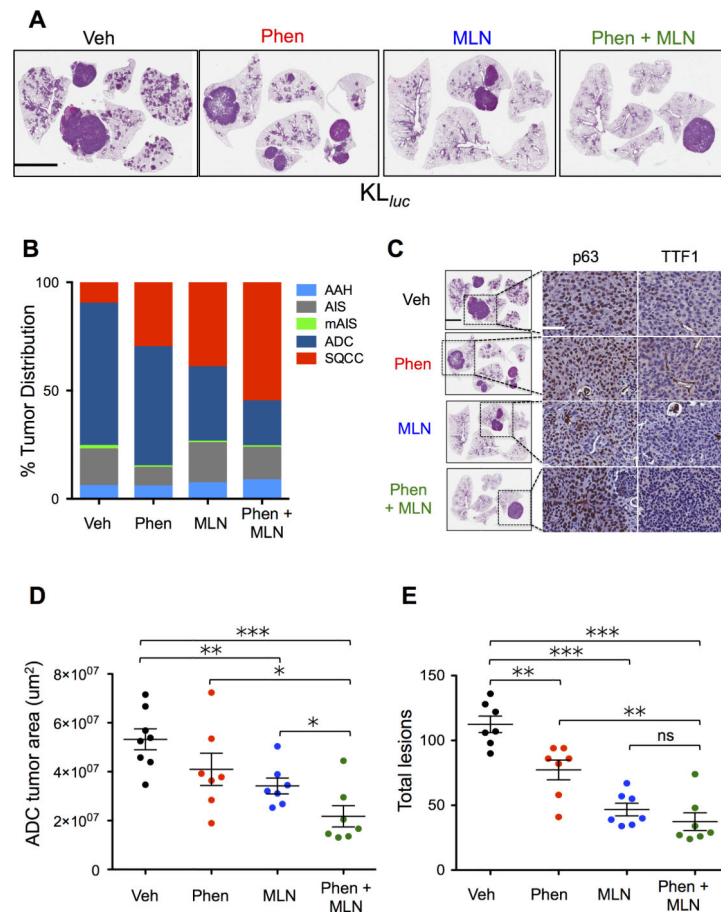 A
Veh
Phen
MLN
Phen + MLN
KLluc
B
% Tumor Distribution
100
50
0
Veh
Phen
MLN
Phen +
MLN
AAH
AIS
mAIS
ADC
SQCC
C
p63
TTF1
Veh
Phen
MLN
Phen
+ MLN
D
ADC tumor area (um²)
8×10⁰⁷
6×10⁰⁷
4×10⁰⁷
2×10⁰⁷
0
***
**
*
*
Veh
Phen
MLN
Phen +
MLN
E
Total lesions
150
100
50
0
***
***
**
**
ns
Veh
Phen
MLN
Phen +
MLN